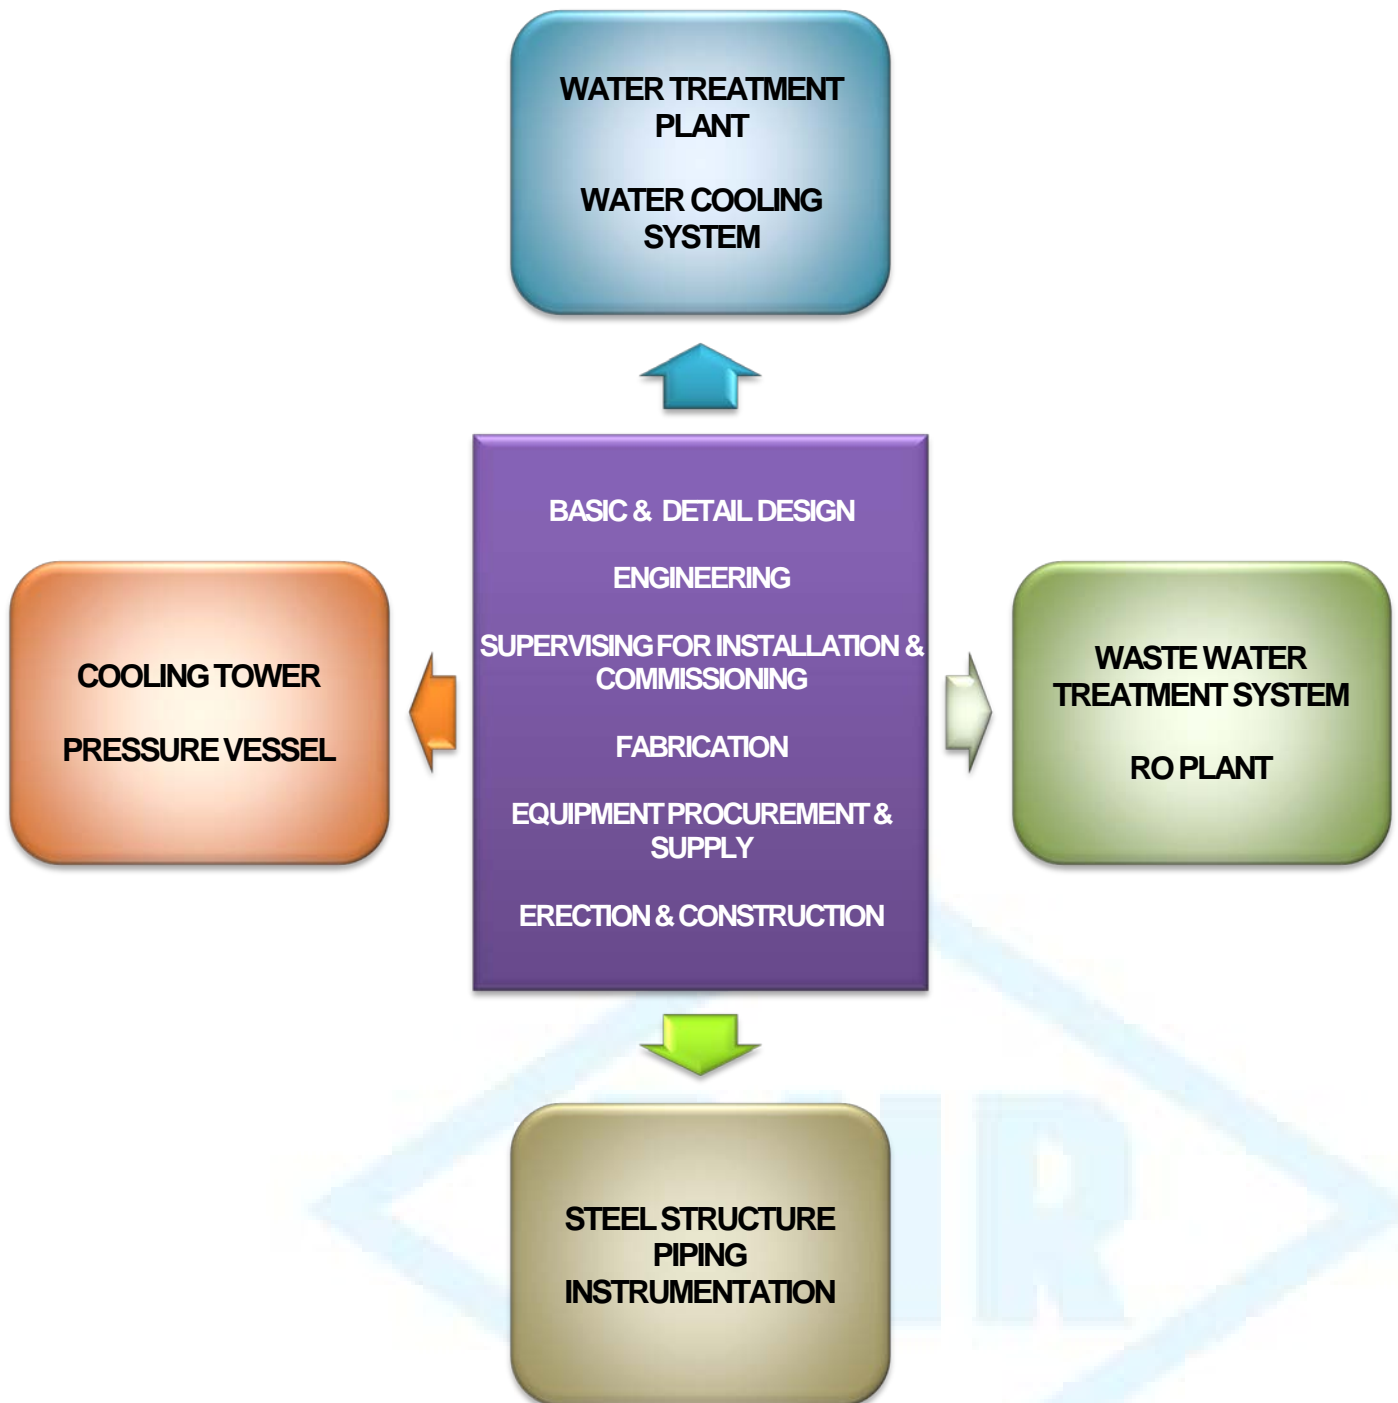 WATER TREATMENT
PLANT
WATER COOLING
SYSTEM
BASIC & DETAIL DESIGN
ENGINEERING
SUPERVISING FOR INSTALLATION &
COMMISSIONING
FABRICATION
EQUIPMENT PROCUREMENT &
SUPPLY
ERECTION & CONSTRUCTION
COOLING TOWER
PRESSURE VESSEL
WASTE WATER
TREATMENT SYSTEM
RO PLANT
STEEL STRUCTURE
PIPING
INSTRUMENTATION